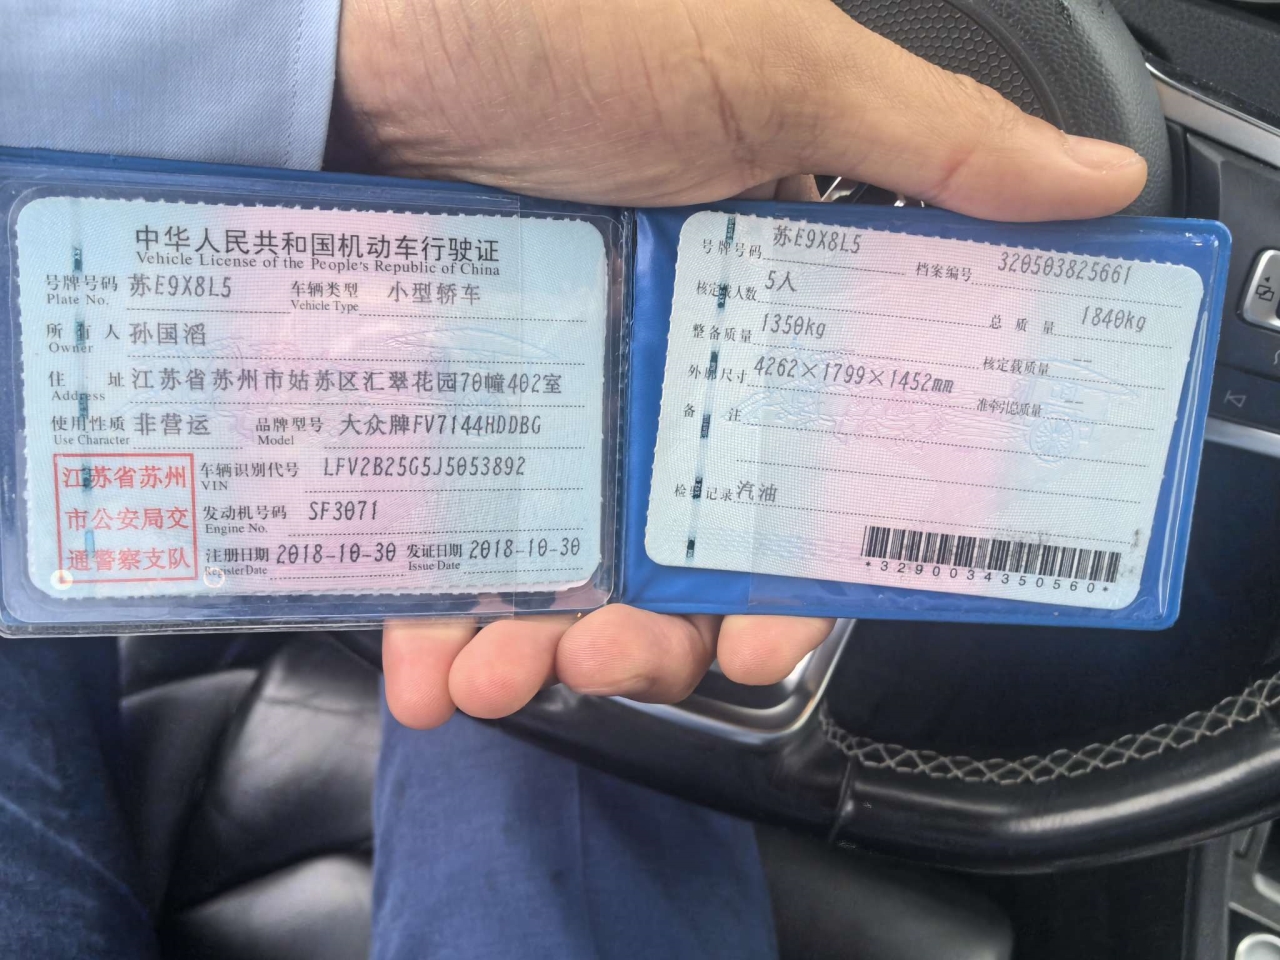 中华人民共和国机动车行驶证
Vehicle License of the People's Republic of China
号牌号码 苏E9X8L5 车辆类型 小型轿车
Plate No. Vehicle Type
所有人 孙国滔
Owner
住址 江苏省苏州市姑苏区汇翠花园70幢402室
Address
使用性质 非营运 品牌型号 大众牌FV7144HDDBG
Use Character Model
江苏省苏州
市公安局交
通警察支队
车辆识别代号 LFV2B25G5J5053892
VIN
发动机号码 SF3071
Engine No.
注册日期 2018-10-30 发证日期 2018-10-30
Register Date Issue Date
号牌号码 苏E9X8L5 档案编号 320503825661
核定载人数 5人 总质量 1840kg
整备质量 1350kg 核定载质量 --
外廓尺寸 4262×1799×1452mm 准牵引总质量 --
备注
检验记录 汽油
*3290034350560*